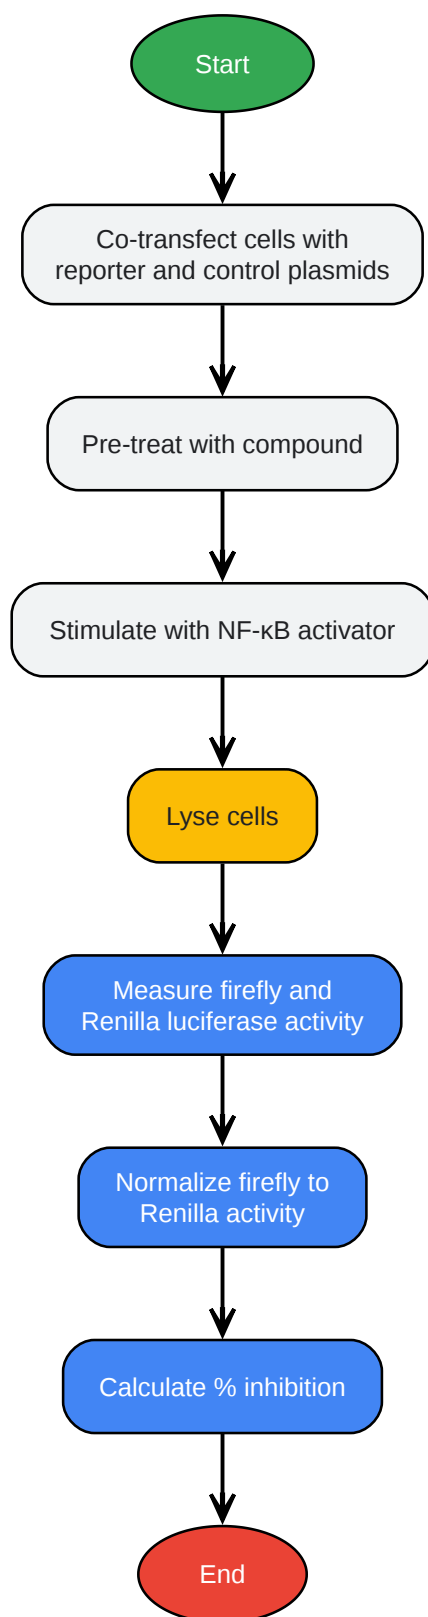 Start
Co-transfect cells with
reporter and control plasmids
Pre-treat with compound
Stimulate with NF-κB activator
Lyse cells
Measure firefly and
Renilla luciferase activity
Normalize firefly to
Renilla activity
Calculate % inhibition
End